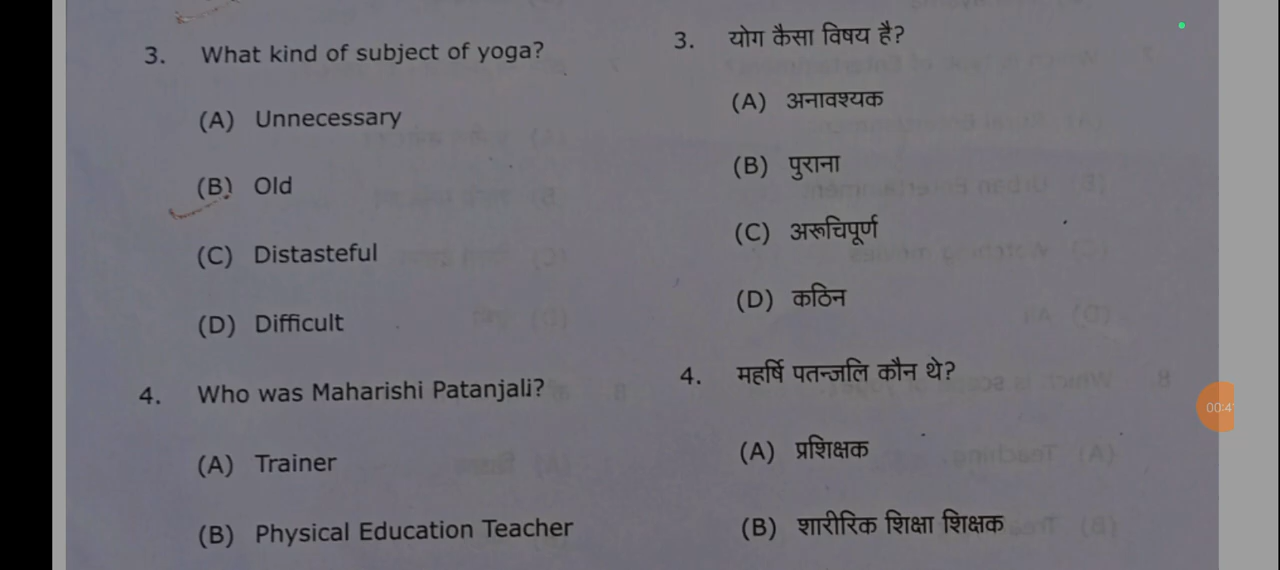 3. What kind of subject of yoga?
(A) Unnecessary
(B) Old
(C) Distasteful
(D) Difficult
4. Who was Maharishi Patanjali?
(A) Trainer
(B) Physical Education Teacher
3. योग कैसा विषय है?
(A) अनावश्यक
(B) पुराना
(C) अरूचिपूर्ण
(D) कठिन
4. महर्षि पतन्जलि कौन थे?
(A) प्रशिक्षक
(B) शारीरिक शिक्षा शिक्षक